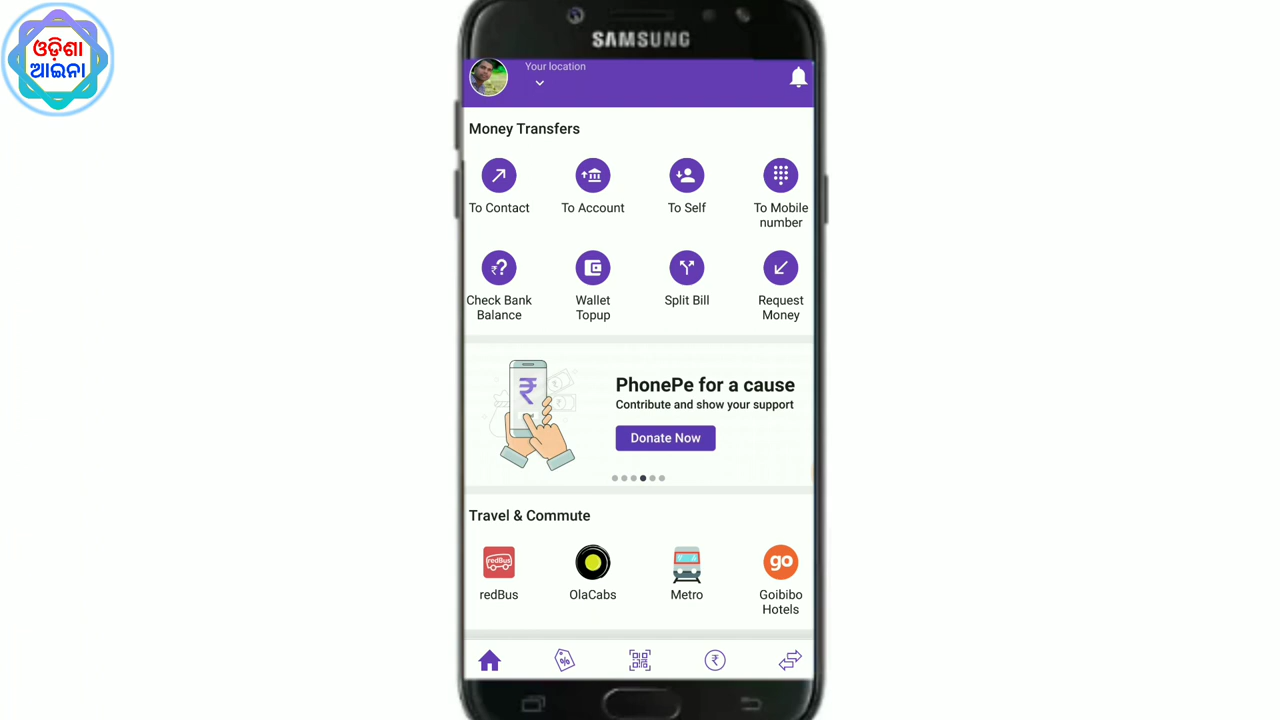 ଓଡ଼ିଶା
ଆଇନା
SAMSUNG
Your location
Money Transfers
To Contact
To Account
To Self
To Mobile
number
₹?
Check Bank
Balance
Wallet
Topup
Split Bill
Request
Money
₹
PhonePe for a cause
Contribute and show your support
Donate Now
Travel & Commute
redBus
redBus
OlaCabs
Metro
go
Goibibo
Hotels
%
₹